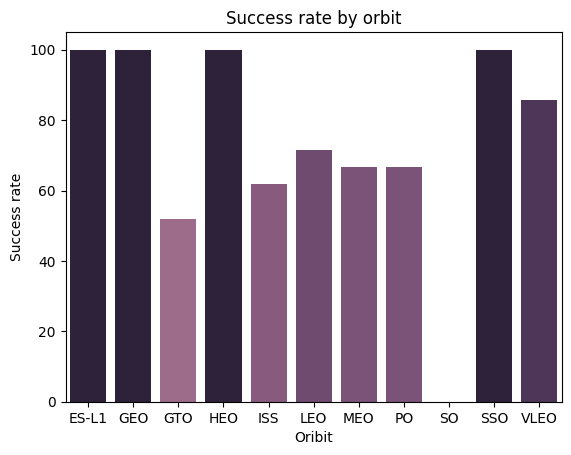 Success rate by orbit
Success rate
100
80
60
40
20
0
ES-L1 GEO GTO HEO ISS LEO MEO PO SO SSO VLEO
Oribit